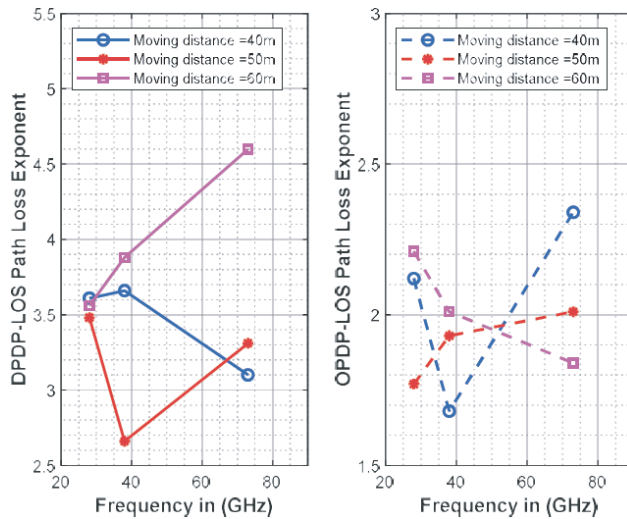 DPDP-LOS Path Loss Exponent
5.5
5
4.5
4
3.5
3
2.5
Moving distance =40m
Moving distance =50m
Moving distance =60m
20 40 60 80
Frequency in (GHz)
OPDP-LOS Path Loss Exponent
3
2.5
2
1.5
Moving distance =40m
Moving distance =50m
Moving distance =60m
20 40 60 80
Frequency in (GHz)